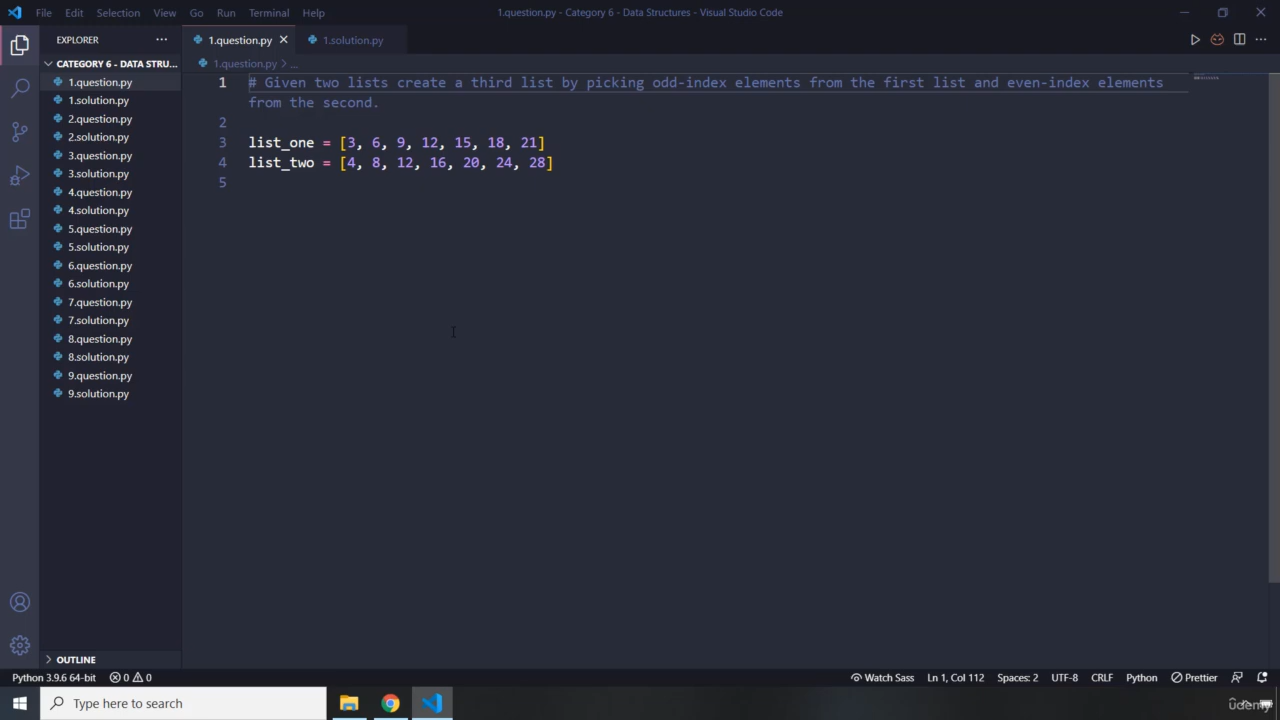 File Edit Selection View Go Run Terminal Help 1.question.py - Category 6 - Data Structures - Visual Studio Code
EXPLORER ··· 1.question.py 1.solution.py
CATEGORY 6 - DATA STRU... 1.question.py > ...
1.question.py
1.solution.py
2.question.py
2.solution.py
3.question.py
3.solution.py
4.question.py
4.solution.py
5.question.py
5.solution.py
6.question.py
6.solution.py
7.question.py
7.solution.py
8.question.py
8.solution.py
9.question.py
9.solution.py
OUTLINE
1 # Given two lists create a third list by picking odd-index elements from the first list and even-index elements
from the second.
2
3 list_one = [3, 6, 9, 12, 15, 18, 21]
4 list_two = [4, 8, 12, 16, 20, 24, 28]
5
Python 3.9.6 64-bit 0 0 Watch Sass Ln 1, Col 112 Spaces: 2 UTF-8 CRLF Python Prettier
Type here to search
udemy